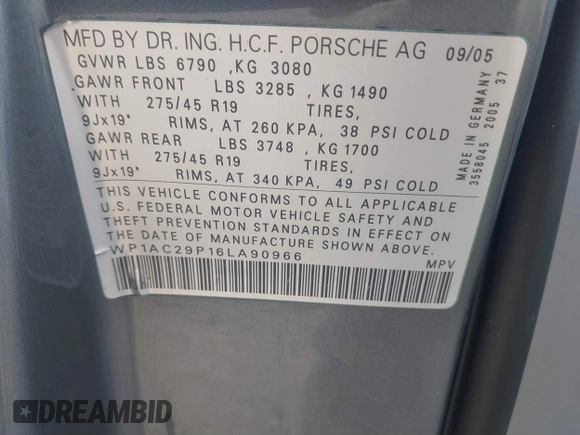 MFD BY DR. ING. H.C.F. PORSCHE AG 09/05
GVWR LBS 6790 ,KG 3080
GAWR FRONT LBS 3285 , KG 1490
WITH 275/45 R19 TIRES,
9Jx19" RIMS, AT 260 KPA, 38 PSI COLD
GAWR REAR LBS 3748 , KG 1700
WITH 275/45 R19 TIRES,
9Jx19" RIMS, AT 340 KPA, 49 PSI COLD
THIS VEHICLE CONFORMS TO ALL APPLICABLE
U.S. FEDERAL MOTOR VEHICLE SAFETY AND
THEFT PREVENTION STANDARDS IN EFFECT ON
THE DATE OF MANUFACTURE SHOWN ABOVE.
WP1AC29P16LA90966 MPV
MADE IN GERMANY
3558045 2005 37
DREAMBID